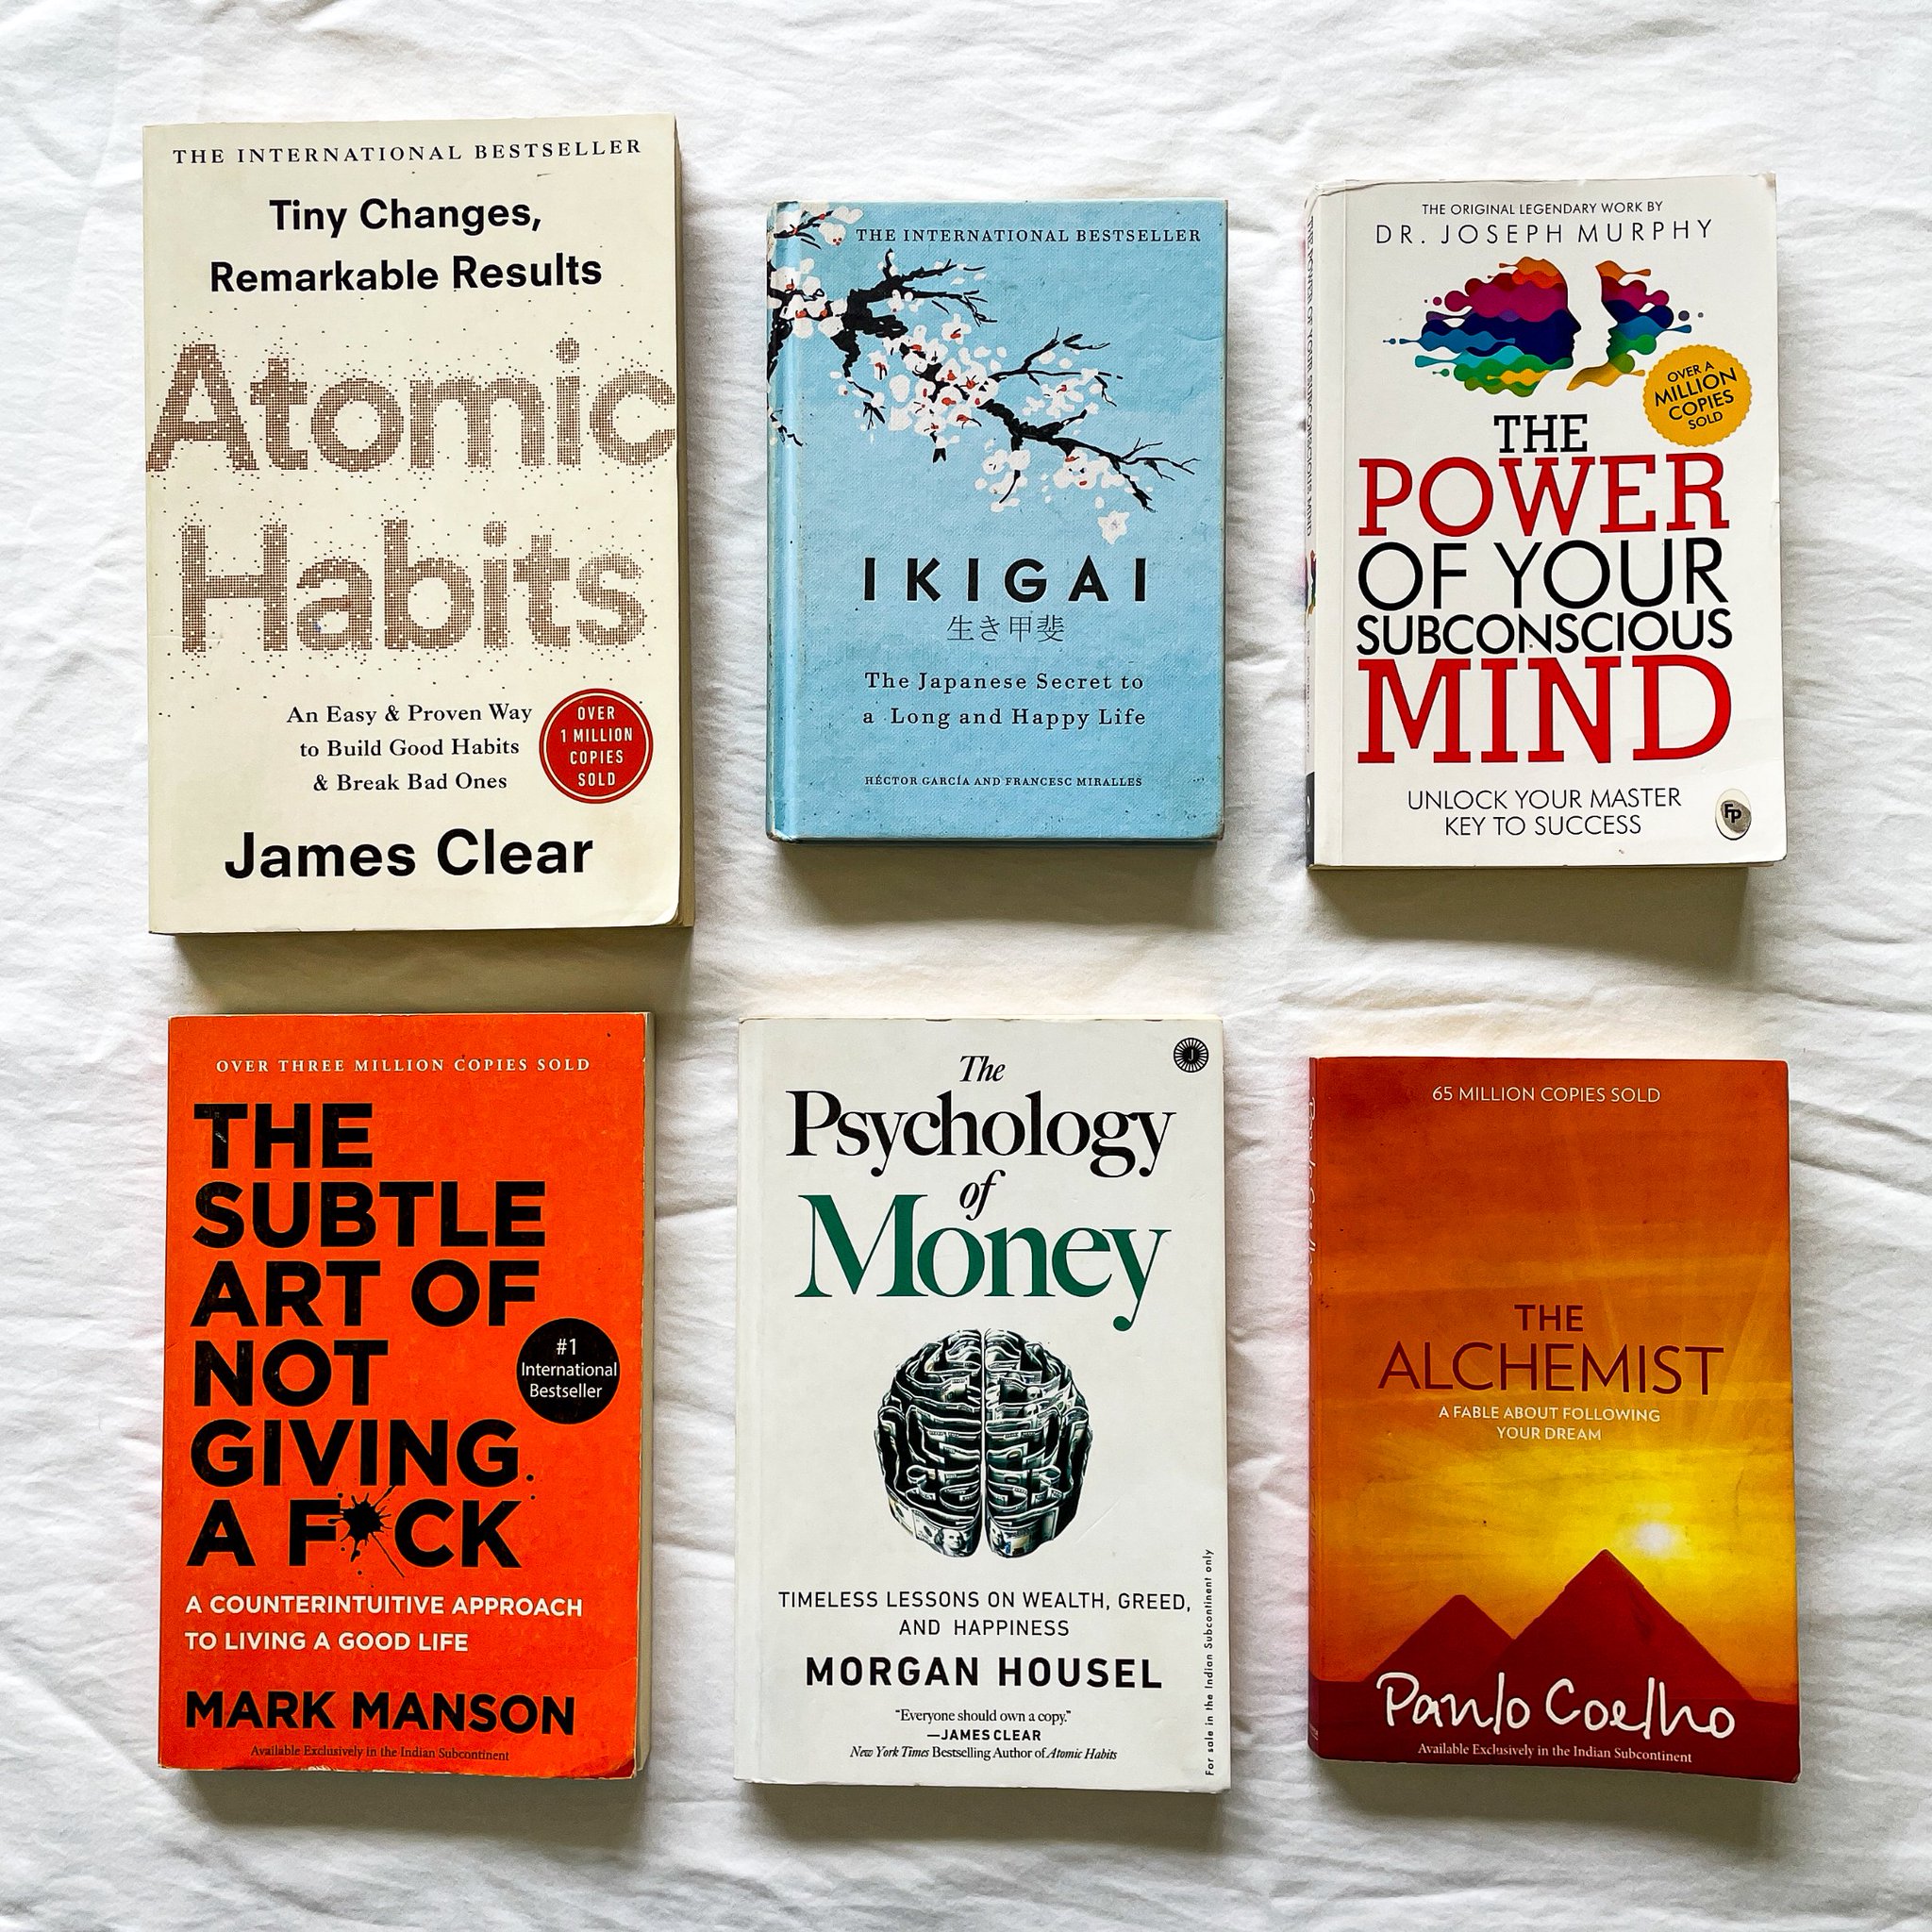 THE INTERNATIONAL BESTSELLER
Tiny Changes,
Remarkable Results
Atomic
Habits
An Easy & Proven Way
to Build Good Habits
& Break Bad Ones
OVER
1 MILLION
COPIES
SOLD
James Clear
THE INTERNATIONAL BESTSELLER
IKIGAI
生き甲斐
The Japanese Secret to
a Long and Happy Life
HÉCTOR GARCÍA AND FRANCESC MIRALLES
THE ORIGINAL LEGENDARY WORK BY
DR. JOSEPH MURPHY
OVER A
MILLION
COPIES
SOLD
THE
POWER
OF YOUR
SUBCONSCIOUS
MIND
UNLOCK YOUR MASTER
KEY TO SUCCESS
FP
THE POWER OF YOUR SUBCONSCIOUS MIND
OVER THREE MILLION COPIES SOLD
THE
SUBTLE
ART OF
NOT
GIVING
A F*CK
#1
International
Bestseller
A COUNTERINTUITIVE APPROACH
TO LIVING A GOOD LIFE
MARK MANSON
Available Exclusively in the Indian Subcontinent
J
The
Psychology
of
Money
TIMELESS LESSONS ON WEALTH, GREED,
AND HAPPINESS
MORGAN HOUSEL
"Everyone should own a copy."
—JAMES CLEAR
New York Times Bestselling Author of Atomic Habits
For sale in the Indian Subcontinent only
65 MILLION COPIES SOLD
THE
ALCHEMIST
A FABLE ABOUT FOLLOWING
YOUR DREAM
Paulo Coelho
Available Exclusively in the Indian Subcontinent